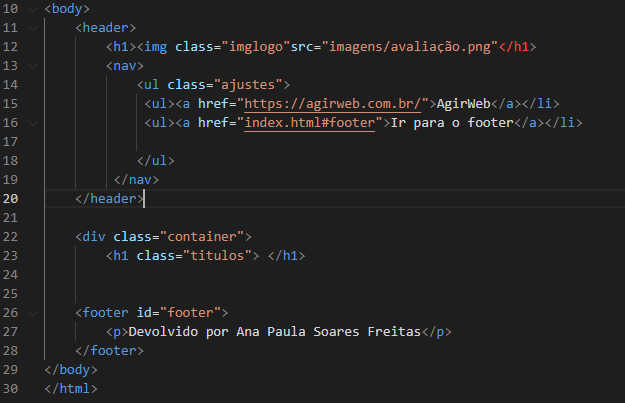 10 <body>
11 <header>
12 <h1><img class="imglogo"src="imagens/avaliação.png"</h1>
13 <nav>
14 <ul class="ajustes">
15 <ul><a href="https://agirweb.com.br/">AgirWeb</a></li>
16 <ul><a href="index.html#footer">Ir para o footer</a></li>
17
18 </ul>
19 </nav>
20 </header>
21
22 <div class="container">
23 <h1 class="titulos"> </h1>
24
25
26 <footer id="footer">
27 <p>Devolvido por Ana Paula Soares Freitas</p>
28 </footer>
29 </body>
30 </html>